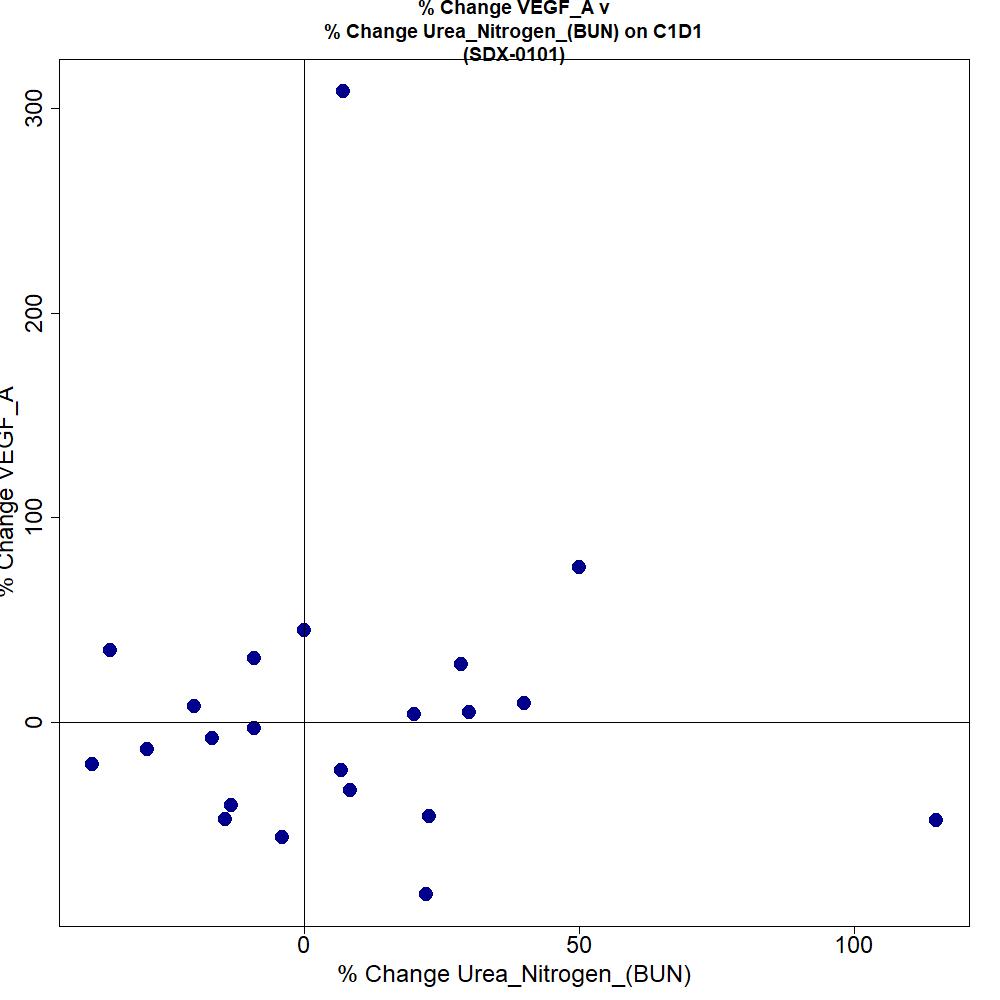 % Change VEGF_A v
% Change Urea_Nitrogen_(BUN) on C1D1
(SDX-0101)
% Change VEGF_A
300
200
100
0
0 50 100
% Change Urea_Nitrogen_(BUN)